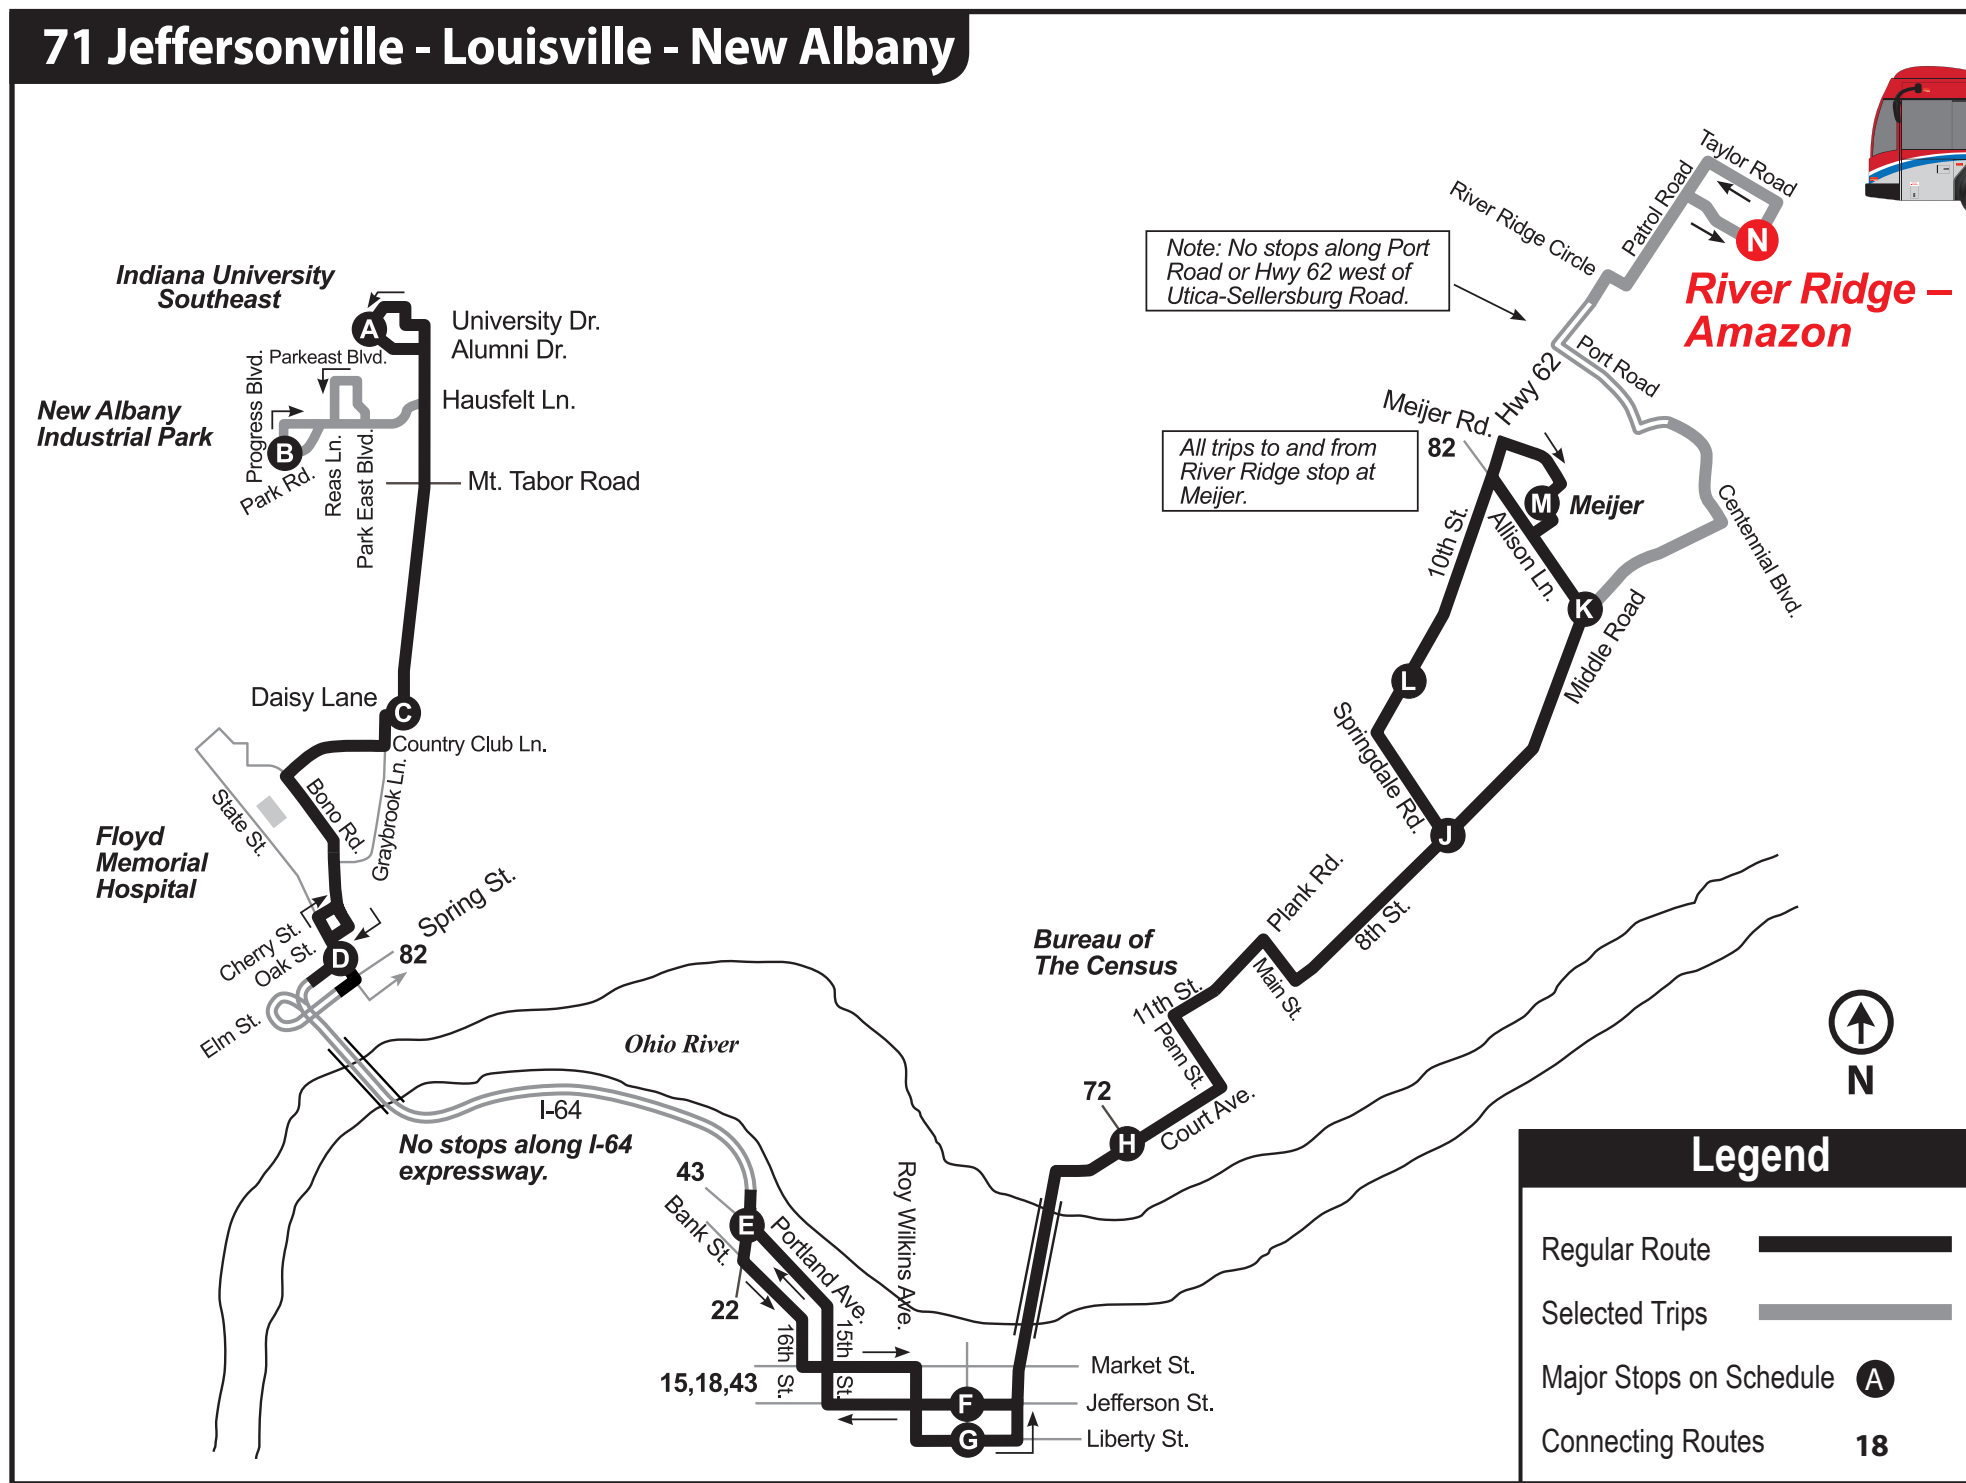 71 Jeffersonville - Louisville - New Albany
Taylor Road
Patrol Road
River Ridge Circle
N
River Ridge –
Amazon
Note: No stops along Port
Road or Hwy 62 west of
Utica-Sellersburg Road.
Port Road
Hwy 62
Meijer Rd.
82
All trips to and from
River Ridge stop at
Meijer.
M
Meijer
10th St.
Allison Ln.
Centennial Blvd.
K
Middle Road
L
Springdale Rd.
J
Indiana University
Southeast
A
University Dr.
Alumni Dr.
Parkeast Blvd.
Progress Blvd.
Hausfelt Ln.
New Albany
Industrial Park
B
Park Rd.
Reas Ln.
Park East Blvd.
Mt. Tabor Road
Daisy Lane
C
Country Club Ln.
Bono Rd.
Graybrook Ln.
State St.
Floyd
Memorial
Hospital
Spring St.
Cherry St.
Oak St.
D
82
Elm St.
Plank Rd.
8th St.
Bureau of
The Census
Main St.
11th St.
Penn St.
Ohio River
72
H
Court Ave.
I-64
No stops along I-64
expressway.
43
E
Bank St.
Portland Ave.
Roy Wilkins Ave.
22
16th St.
15th St.
15,18,43
Market St.
F
Jefferson St.
G
Liberty St.
N
Legend
Regular Route
Selected Trips
Major Stops on Schedule A
Connecting Routes 18